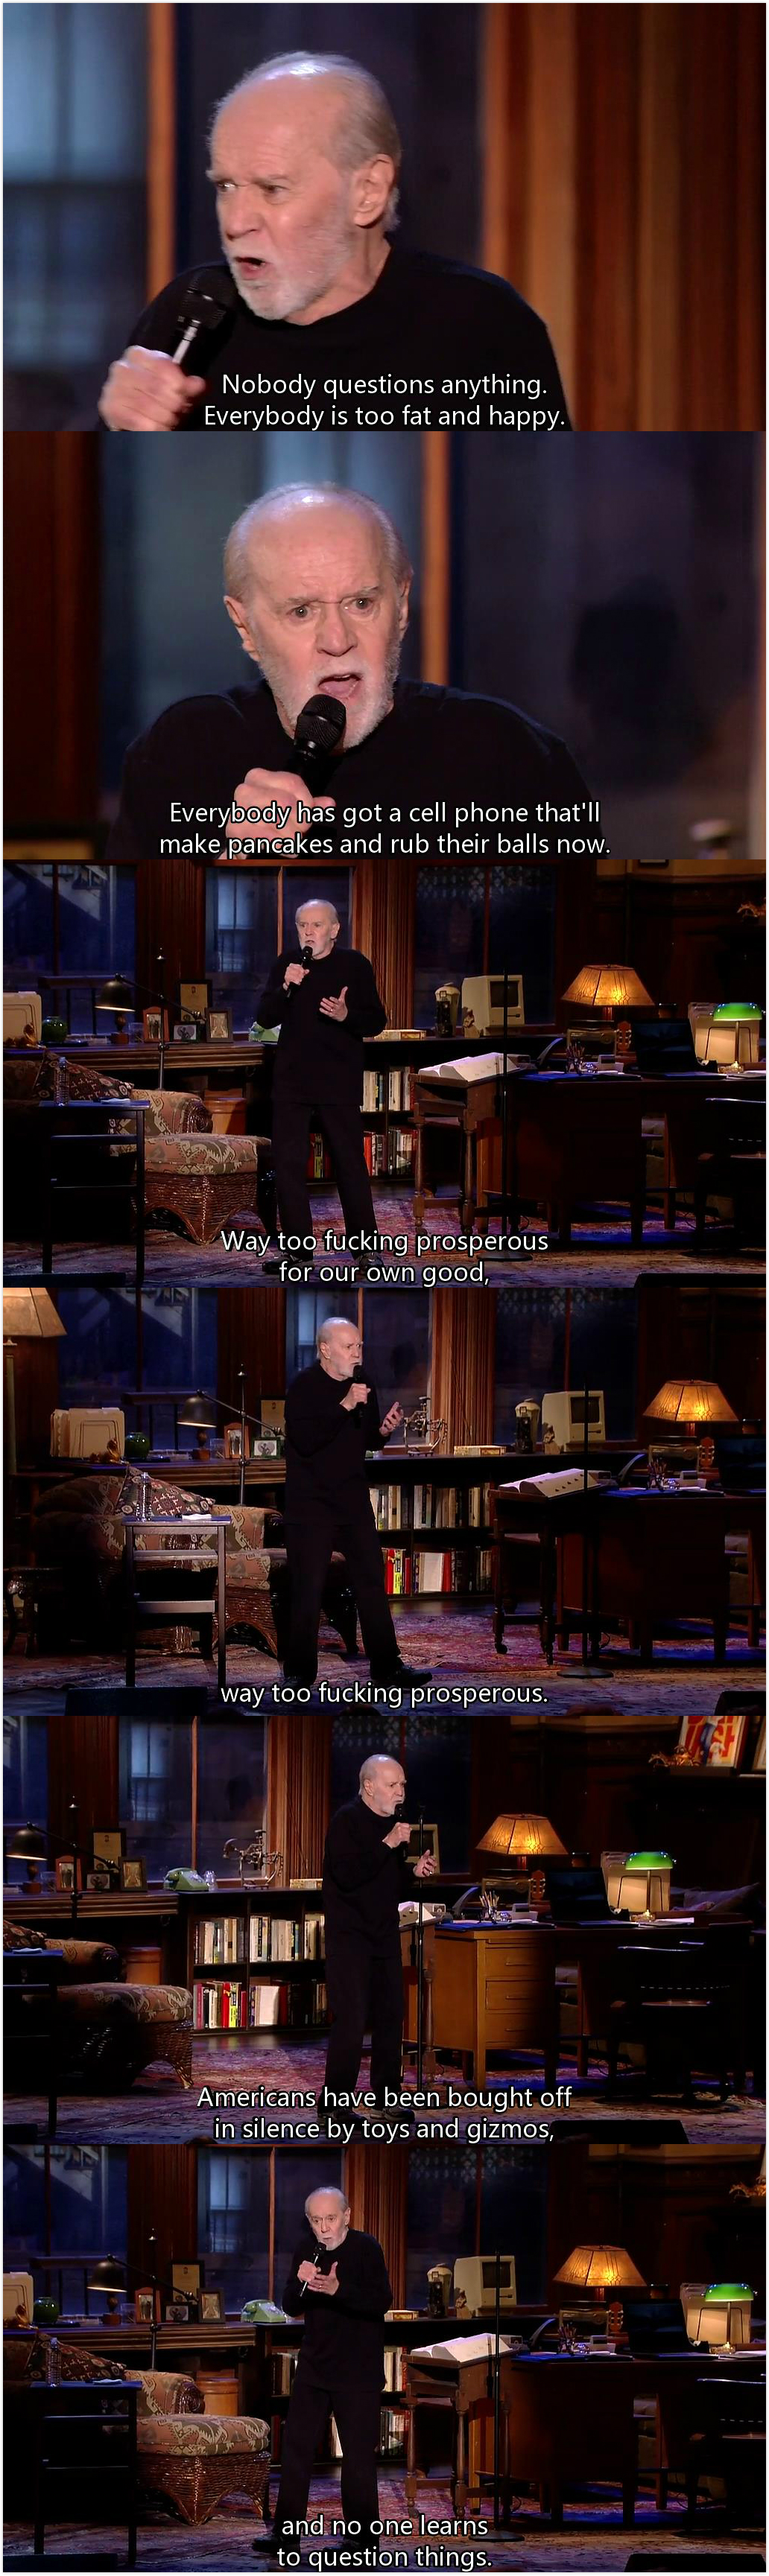 Nobody questions anything.
Everybody is too fat and happy.
Everybody has got a cell phone that'll
make pancakes and rub their balls now.
Way too fucking prosperous
for our own good,
way too fucking prosperous.
Americans have been bought off
in silence by toys and gizmos,
and no one learns
to question things.